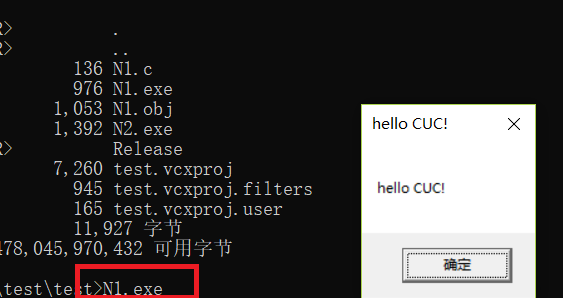 R>             .
R>             ..
136 N1.c
976 N1.exe
1,053 N1.obj
1,392 N2.exe
R>             Release
7,260 test.vcxproj
945 test.vcxproj.filters
165 test.vcxproj.user
11,927 字节
478,045,970,432 可用字节
\test\test>N1.exe
hello CUC!
hello CUC!
确定